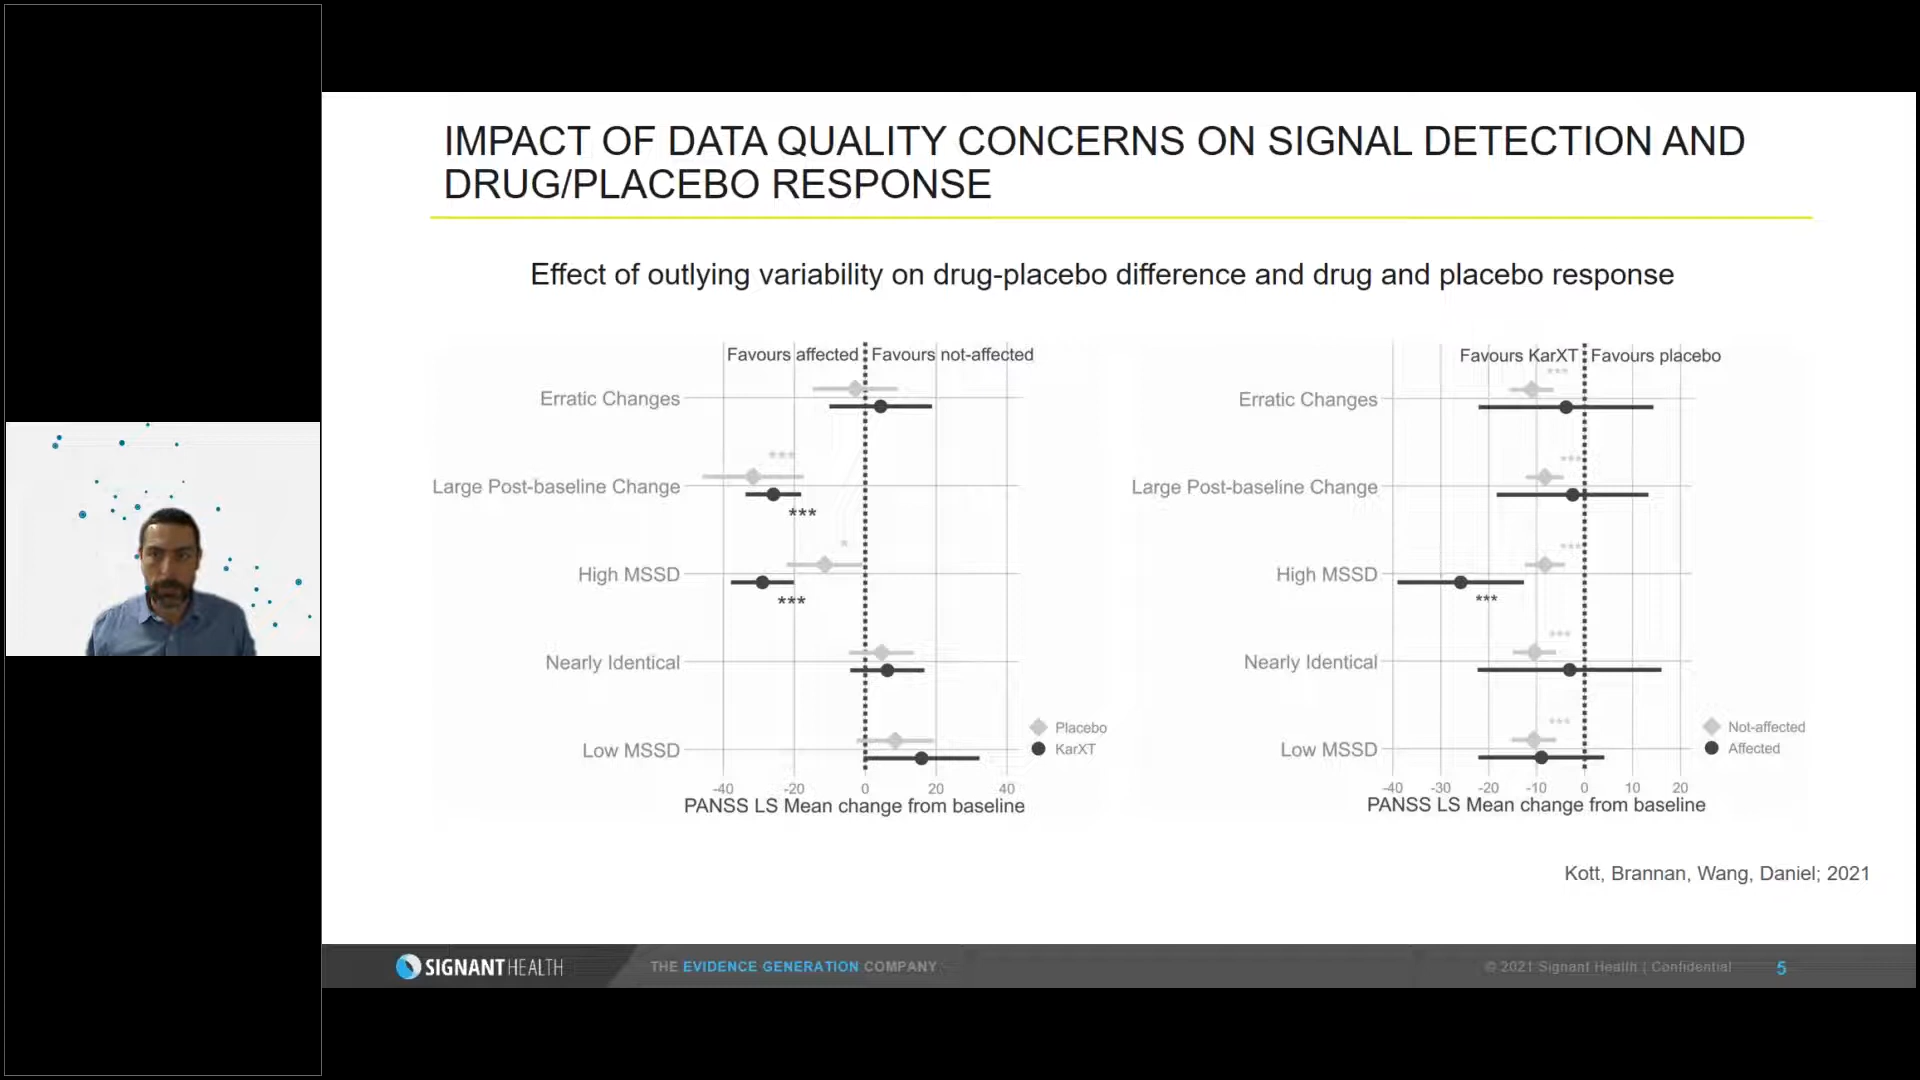 IMPACT OF DATA QUALITY CONCERNS ON SIGNAL DETECTION AND
DRUG/PLACEBO RESPONSE
Effect of outlying variability on drug-placebo difference and drug and placebo response
Favours affected
Favours not-affected
Erratic Changes
***
Large Post-baseline Change
***
*
High MSSD
***
Nearly Identical
Low MSSD
Placebo
KarXT
-40 -20 0 20 40
PANSS LS Mean change from baseline
Favours KarXT
Favours placebo
***
Erratic Changes
***
Large Post-baseline Change
***
High MSSD
***
***
Nearly Identical
***
Low MSSD
Not-affected
Affected
-40 -30 -20 -10 0 10 20
PANSS LS Mean change from baseline
Kott, Brannan, Wang, Daniel; 2021
SIGNANT HEALTH
THE EVIDENCE GENERATION COMPANY
© 2021 Signant Health | Confidential
5